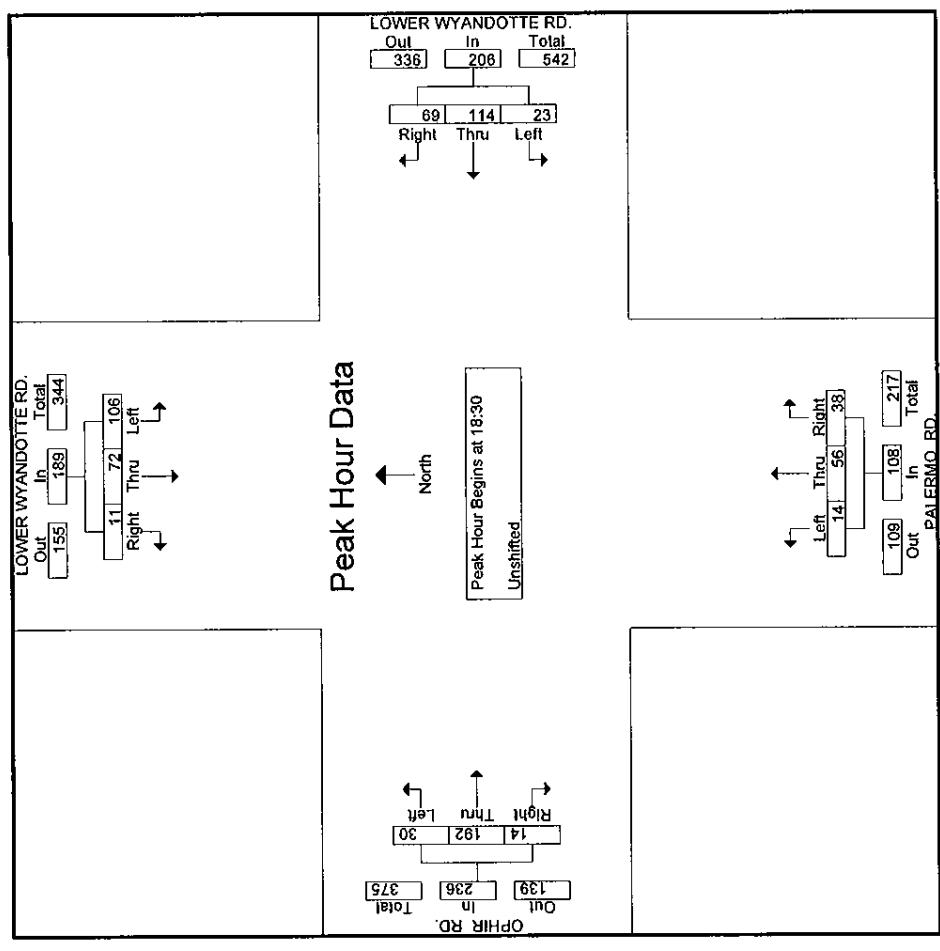 LOWER WYANDOTTE RD.
Out In Total
336 206 542
69 114 23
Right Thru Left
LOWER WYANDOTTE RD.
Out In Total
155 189 344
11 72 106
Right Thru Left
Peak Hour Data
North
Peak Hour Begins at 18:30
Unshifted
Left Thru Right
14 56 38
109 108 217
Out In Total
PALERMO RD.
Left Thru Right
30 192 14
375 236 139
Total In Out
OPHIR RD.